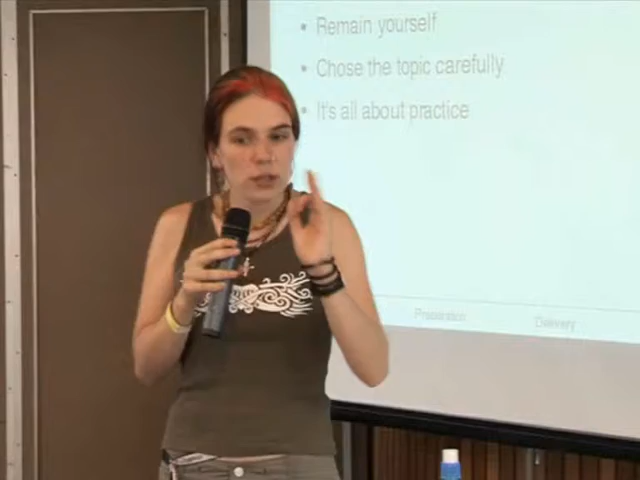 • Remain yourself
• Chose the topic carefully
• It's all about practice
Preparation Delivery